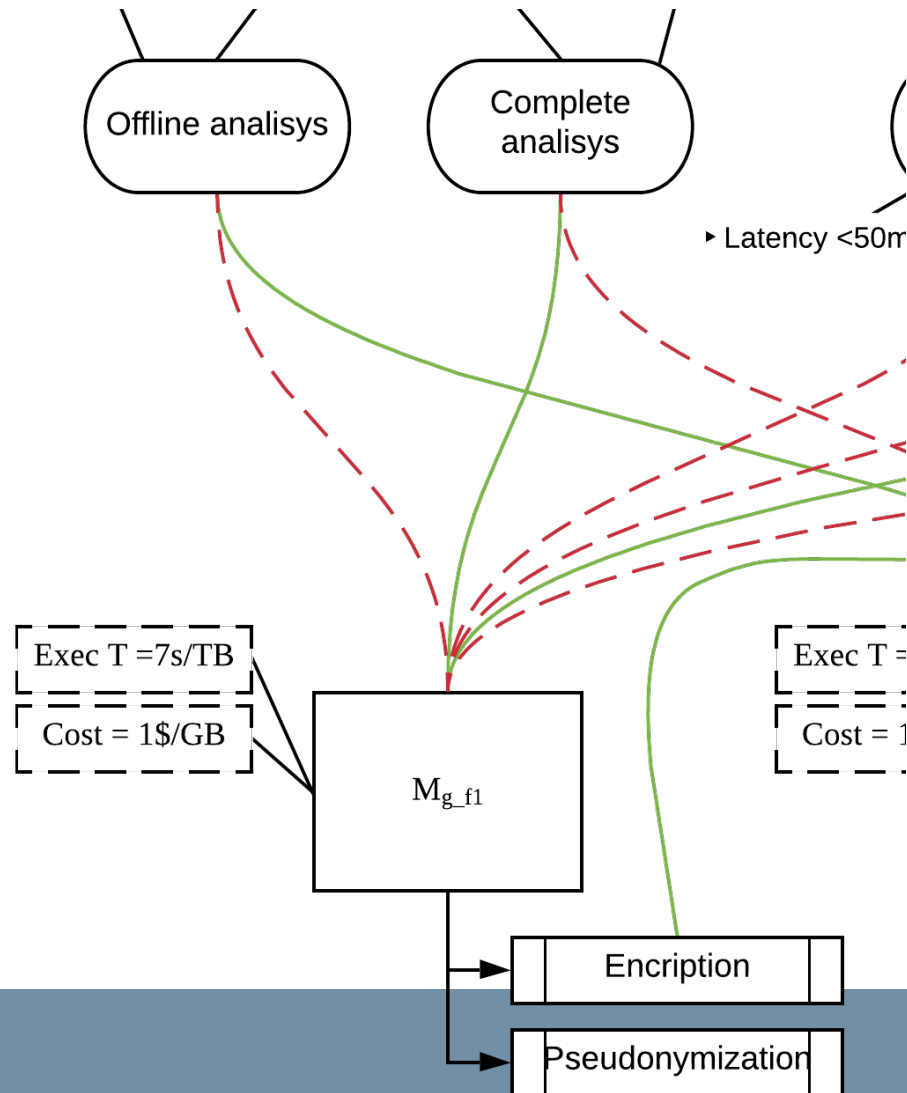 Offline analisys
Complete
analisys
Latency <50m
Exec T =7s/TB
Cost = 1$/GB
Exec T =
Cost = 1
Mg_f1
Encription
Pseudonymization